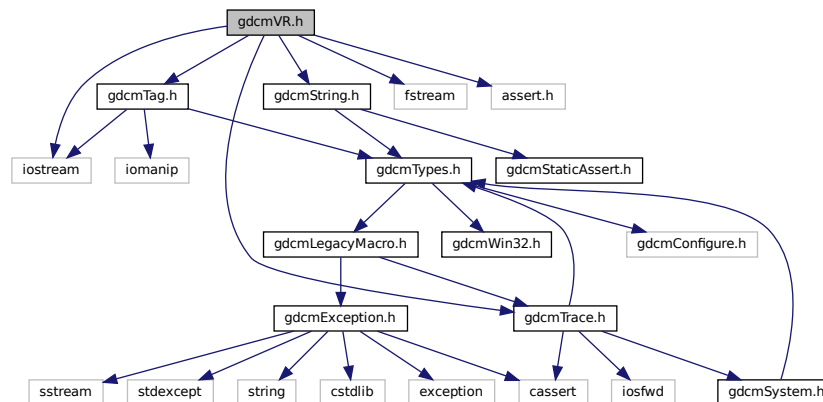 gdcmVR.h
gdcmTag.h
gdcmString.h
fstream
assert.h
iostream
iomanip
gdcmTypes.h
gdcmStaticAssert.h
gdcmLegacyMacro.h
gdcmWin32.h
gdcmConfigure.h
gdcmException.h
gdcmTrace.h
sstream
stdexcept
string
cstdlib
exception
cassert
iosfwd
gdcmSystem.h